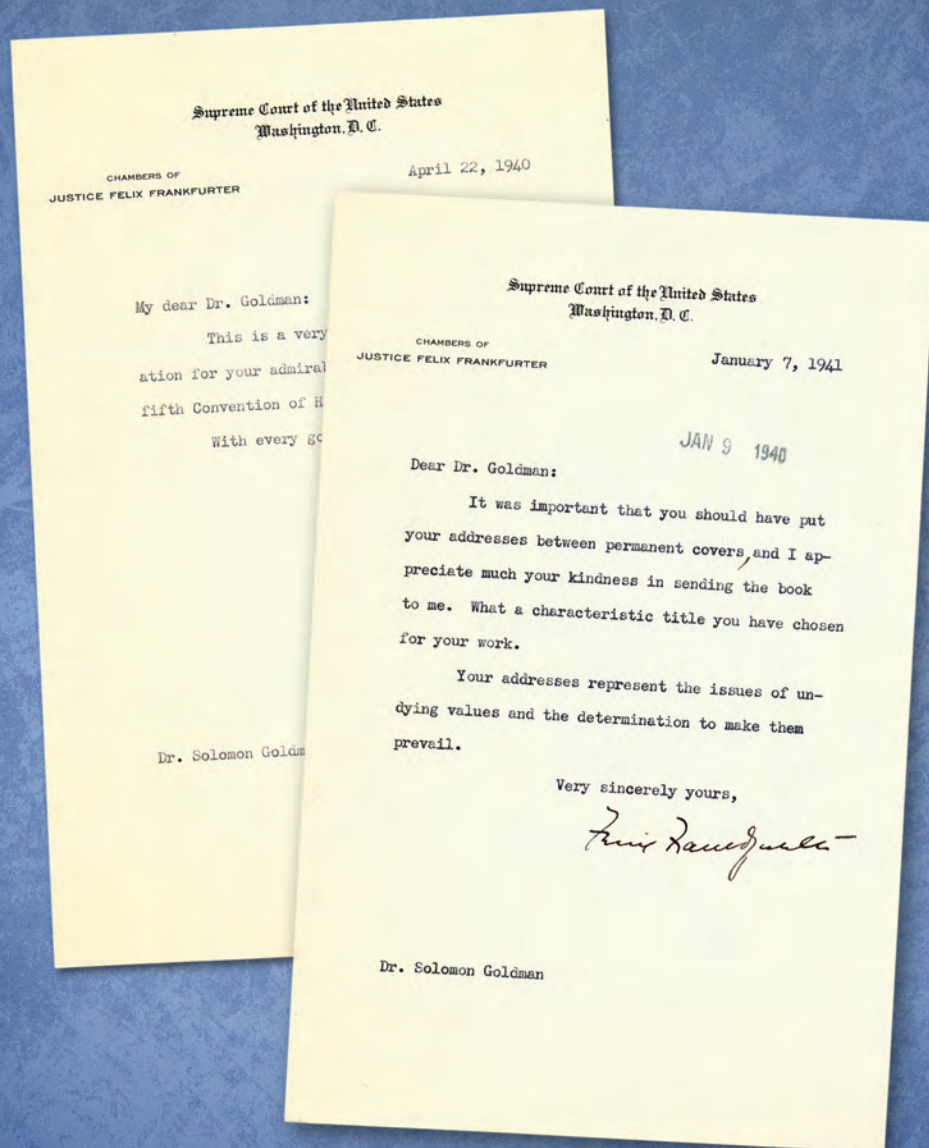 Supreme Court of the United States
Washington, D. C.
CHAMBERS OF
JUSTICE FELIX FRANKFURTER
April 22, 1940
My dear Dr. Goldman:
This is a very
ation for your admiral
fifth Convention of H
With every go
Dr. Solomon Goldm
Supreme Court of the United States
Washington, D. C.
CHAMBERS OF
JUSTICE FELIX FRANKFURTER
January 7, 1941
JAN 9 1940
Dear Dr. Goldman:
It was important that you should have put
your addresses between permanent covers, and I ap-
preciate much your kindness in sending the book
to me. What a characteristic title you have chosen
for your work.
Your addresses represent the issues of un-
dying values and the determination to make them
prevail.
Very sincerely yours,
Felix Frankfurter
Dr. Solomon Goldman